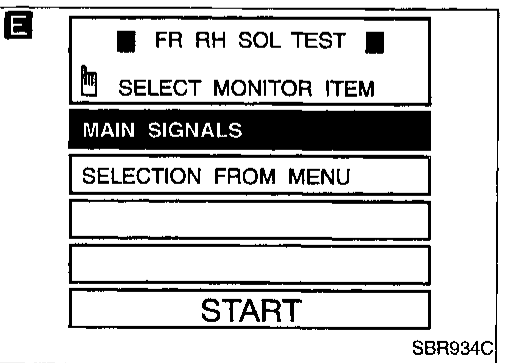 E
■ FR RH SOL TEST ■
SELECT MONITOR ITEM
MAIN SIGNALS
SELECTION FROM MENU
START
SBR934C